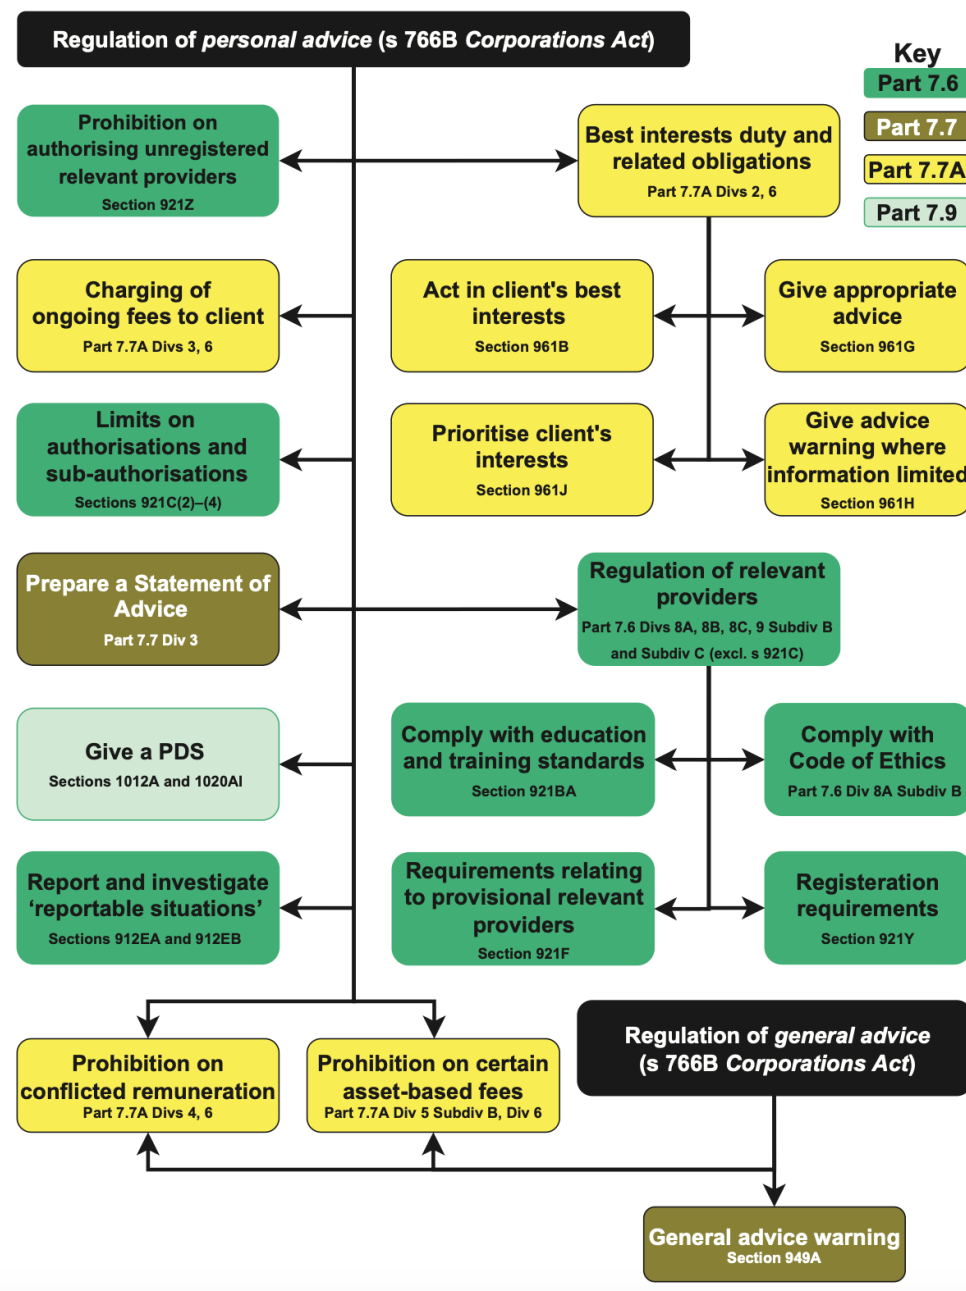 Regulation of personal advice (s 766B Corporations Act)
Key
Part 7.6
Part 7.7
Part 7.7A
Part 7.9
Prohibition on
authorising unregistered
relevant providers
Section 921Z
Best interests duty and
related obligations
Part 7.7A Divs 2, 6
Charging of
ongoing fees to client
Part 7.7A Divs 3, 6
Act in client's best
interests
Section 961B
Give appropriate
advice
Section 961G
Limits on
authorisations and
sub-authorisations
Sections 921C(2)–(4)
Prioritise client's
interests
Section 961J
Give advice
warning where
information limited
Section 961H
Prepare a Statement of
Advice
Part 7.7 Div 3
Regulation of relevant
providers
Part 7.6 Divs 8A, 8B, 8C, 9 Subdiv B
and Subdiv C (excl. s 921C)
Give a PDS
Sections 1012A and 1020AI
Comply with education
and training standards
Section 921BA
Comply with
Code of Ethics
Part 7.6 Div 8A Subdiv B
Report and investigate
‘reportable situations’
Sections 912EA and 912EB
Requirements relating
to provisional relevant
providers
Section 921F
Registeration
requirements
Section 921Y
Prohibition on
conflicted remuneration
Part 7.7A Divs 4, 6
Prohibition on certain
asset-based fees
Part 7.7A Div 5 Subdiv B, Div 6
Regulation of general advice
(s 766B Corporations Act)
General advice warning
Section 949A